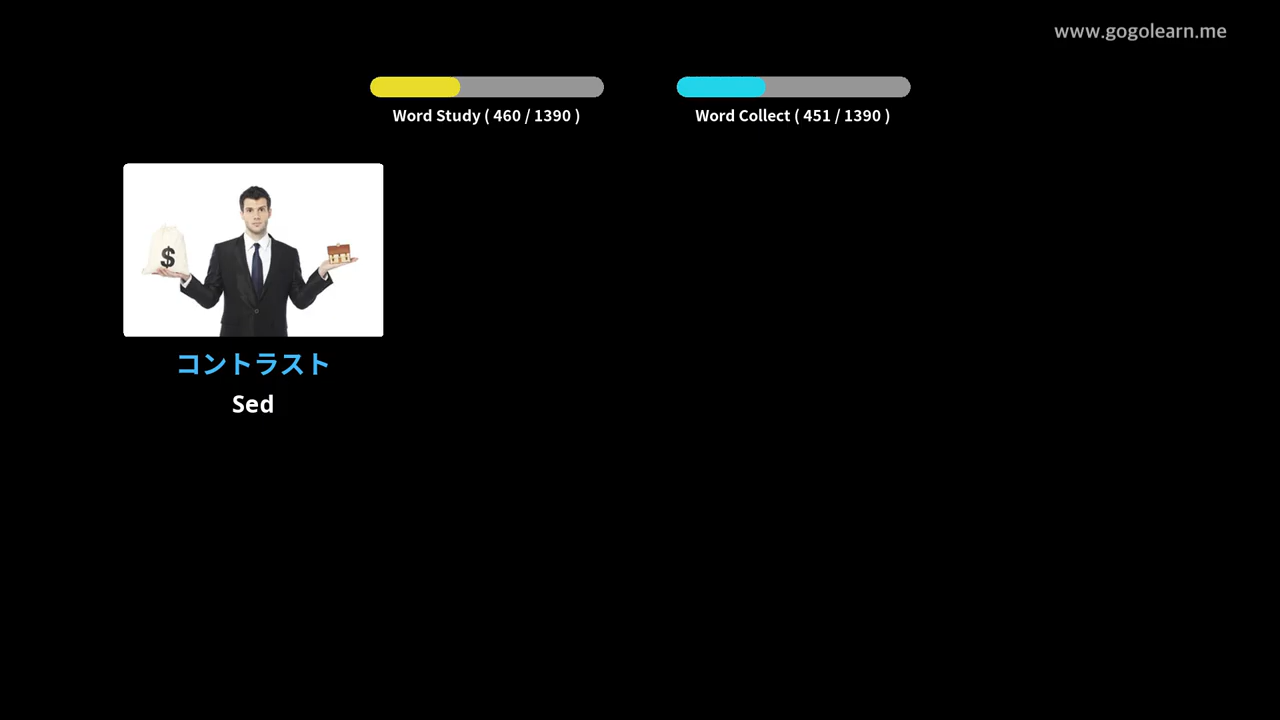 www.gogolearn.me
Word Study ( 460 / 1390 )
Word Collect ( 451 / 1390 )
$
コントラスト
Sed